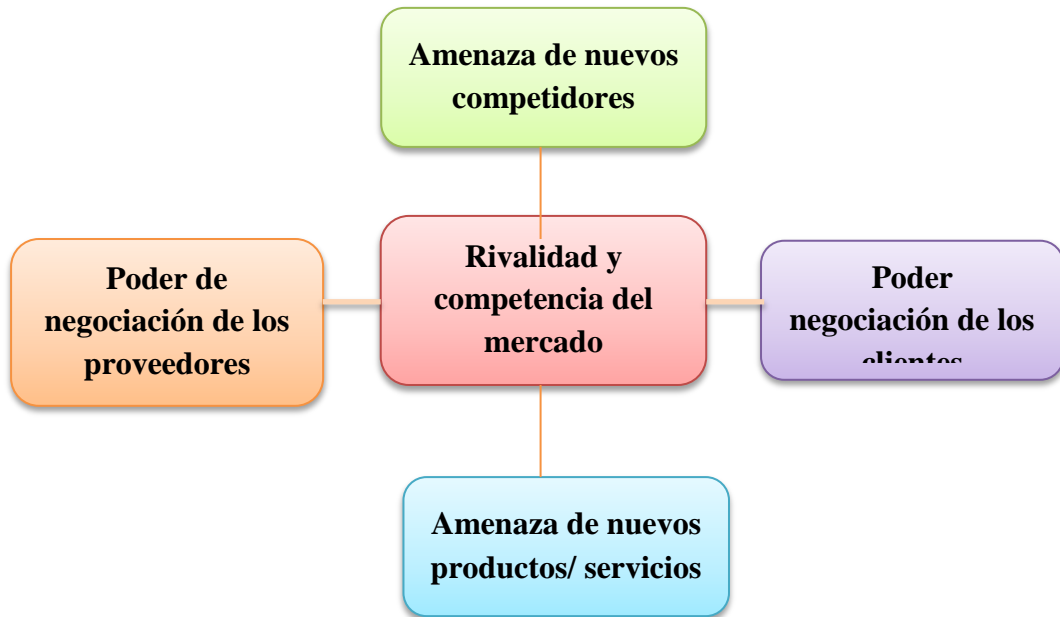 Amenaza de nuevos
competidores
Rivalidad y
competencia del
mercado
Poder de
negociación de los
proveedores
Poder
negociación de los
clientes
Amenaza de nuevos
productos/ servicios